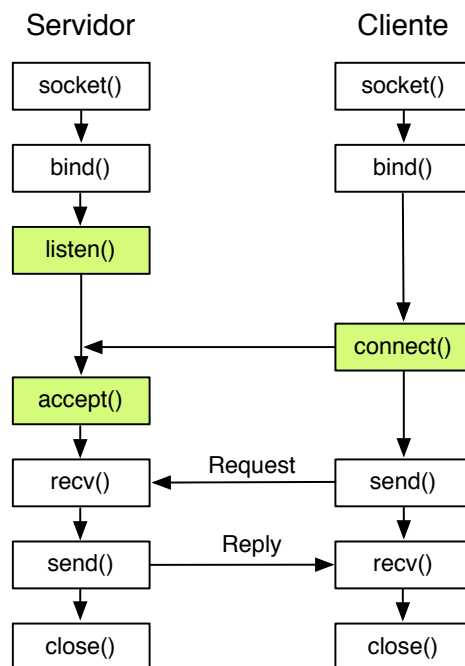 Servidor
Cliente
socket()
socket()
bind()
bind()
listen()
connect()
accept()
Request
recv()
send()
Reply
send()
recv()
close()
close()